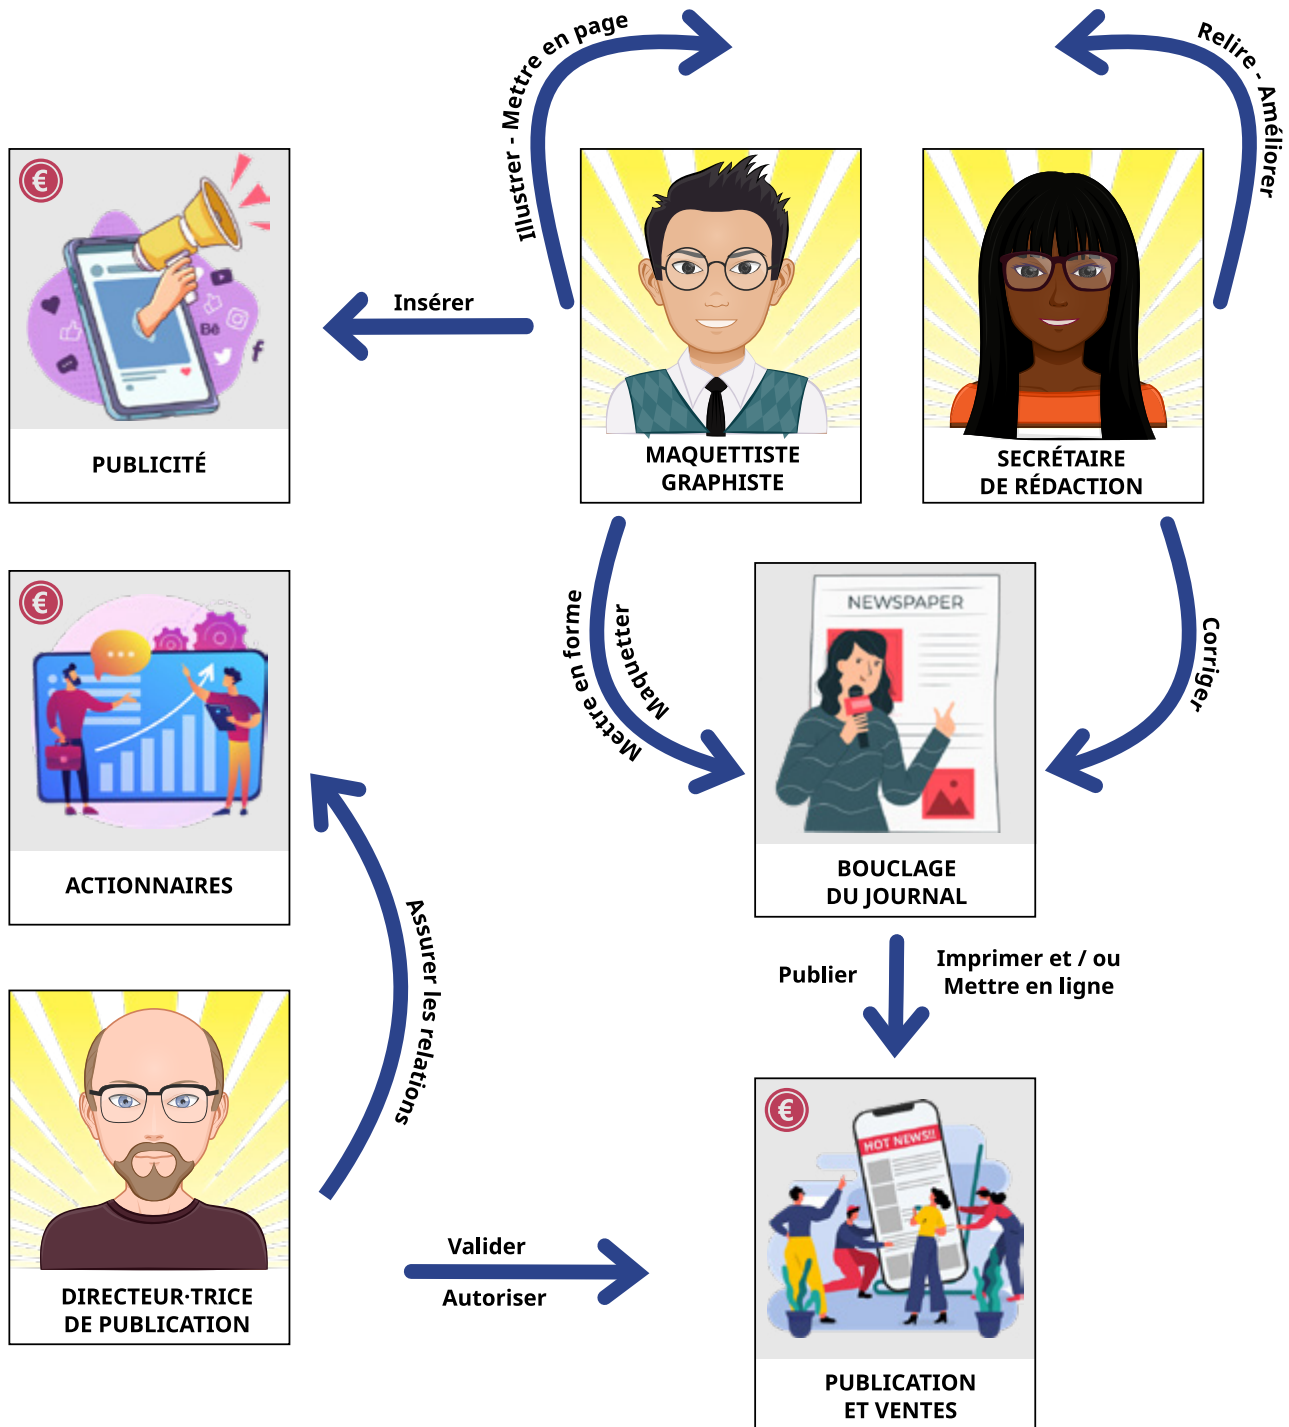 Illustrer - Mettre en page
Relire - Améliorer
€
Bē
f
Insérer
PUBLICITÉ
MAQUETTISTE
GRAPHISTE
SECRÉTAIRE
DE RÉDACTION
€
ACTIONNAIRES
Mettre en forme
Maquetter
NEWSPAPER
Corriger
BOUCLAGE
DU JOURNAL
Assurer les relations
Publier
Imprimer et / ou
Mettre en ligne
DIRECTEUR·TRICE
DE PUBLICATION
Valider
Autoriser
€
HOT NEWS!!
PUBLICATION
ET VENTES